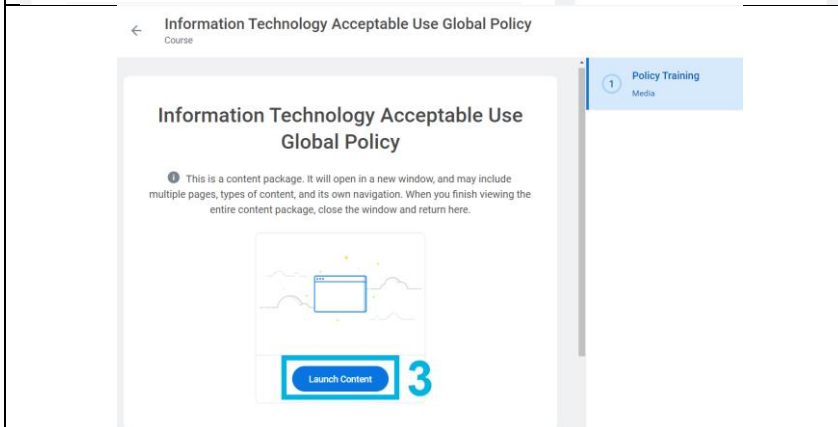 Information Technology Acceptable Use Global Policy
Course
1
Policy Training
Media
Information Technology Acceptable Use
Global Policy
This is a content package. It will open in a new window, and may include
multiple pages, types of content, and its own navigation. When you finish viewing the
entire content package, close the window and return here.
Launch Content
3